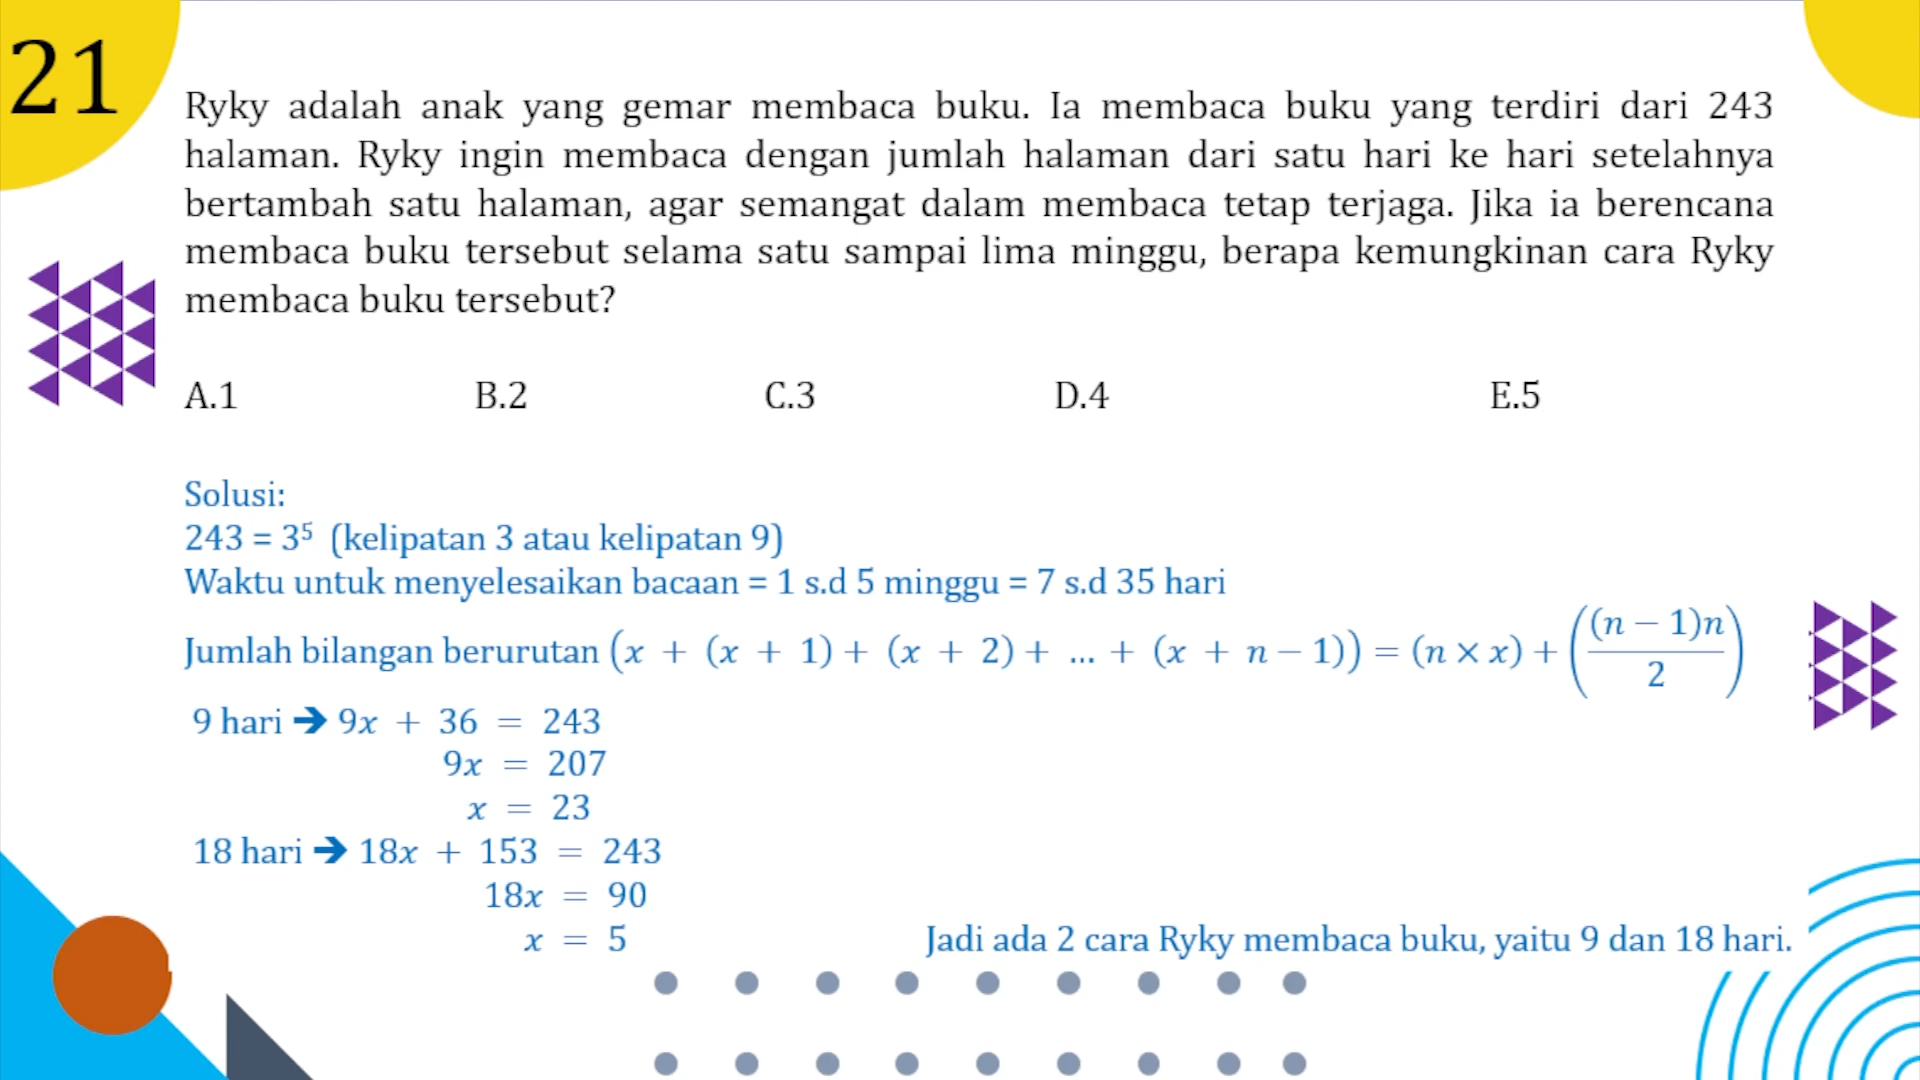 21
Ryky adalah anak yang gemar membaca buku. Ia membaca buku yang terdiri dari 243
halaman. Ryky ingin membaca dengan jumlah halaman dari satu hari ke hari setelahnya
bertambah satu halaman, agar semangat dalam membaca tetap terjaga. Jika ia berencana
membaca buku tersebut selama satu sampai lima minggu, berapa kemungkinan cara Ryky
membaca buku tersebut?
A.1 B.2 C.3 D.4 E.5
Solusi:
243 = 3⁵ (kelipatan 3 atau kelipatan 9)
Waktu untuk menyelesaikan bacaan = 1 s.d 5 minggu = 7 s.d 35 hari
Jumlah bilangan berurutan (x + (x + 1) + (x + 2) + ... + (x + n − 1)) = (n × x) + ((n − 1)n / 2)
9 hari ➔ 9x + 36 = 243
9x = 207
x = 23
18 hari ➔ 18x + 153 = 243
18x = 90
x = 5
Jadi ada 2 cara Ryky membaca buku, yaitu 9 dan 18 hari.